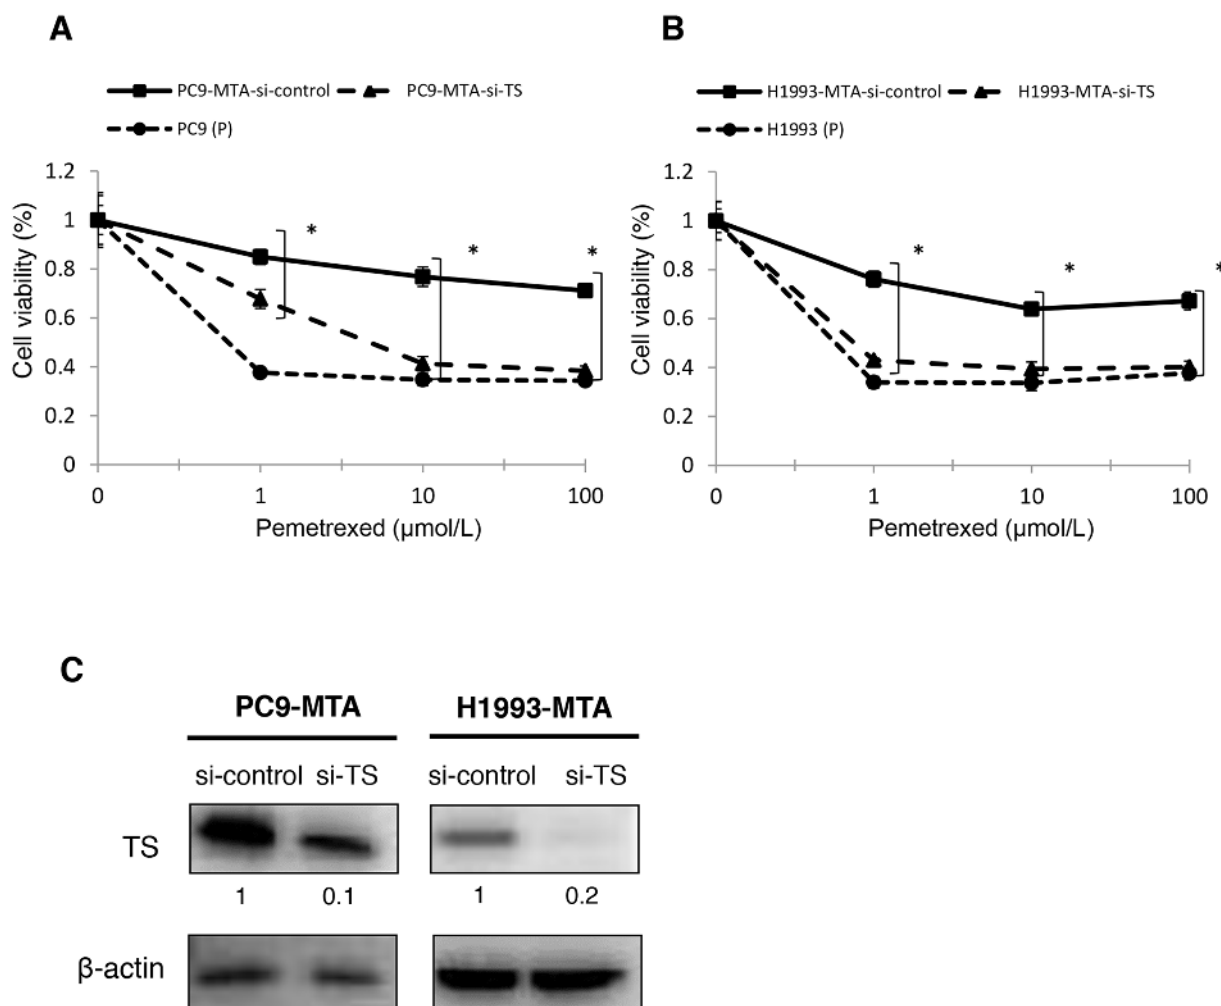 A
PC9-MTA-si-control PC9-MTA-si-TS
PC9 (P)
1.2
1
0.8
0.6
0.4
0.2
0
Cell viability (%)
*
*
*
0 1 10 100
Pemetrexed (µmol/L)
B
H1993-MTA-si-control H1993-MTA-si-TS
H1993 (P)
1.2
1
0.8
0.6
0.4
0.2
0
Cell viability (%)
*
*
*
0 1 10 100
Pemetrexed (µmol/L)
C
PC9-MTA H1993-MTA
si-control si-TS si-control si-TS
TS
1 0.1 1 0.2
β-actin